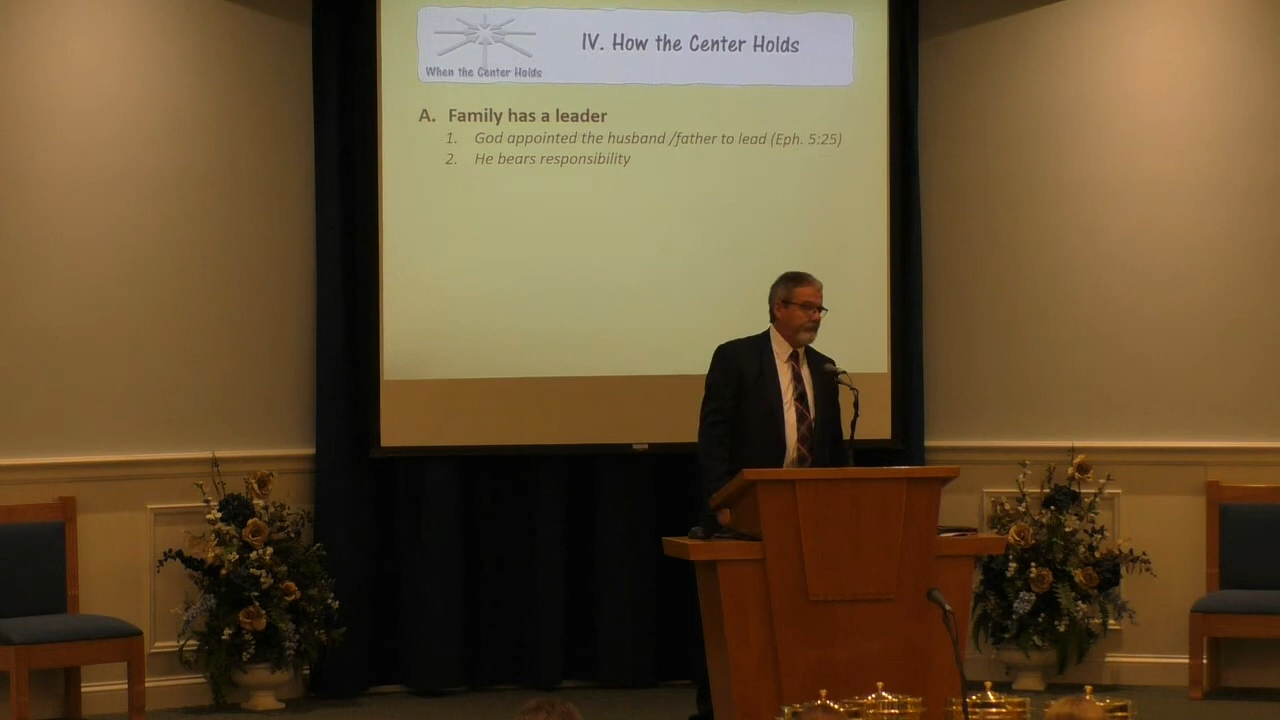 IV. How the Center Holds
When the Center Holds
A. Family has a leader
1. God appointed the husband /father to lead (Eph. 5:25)
2. He bears responsibility